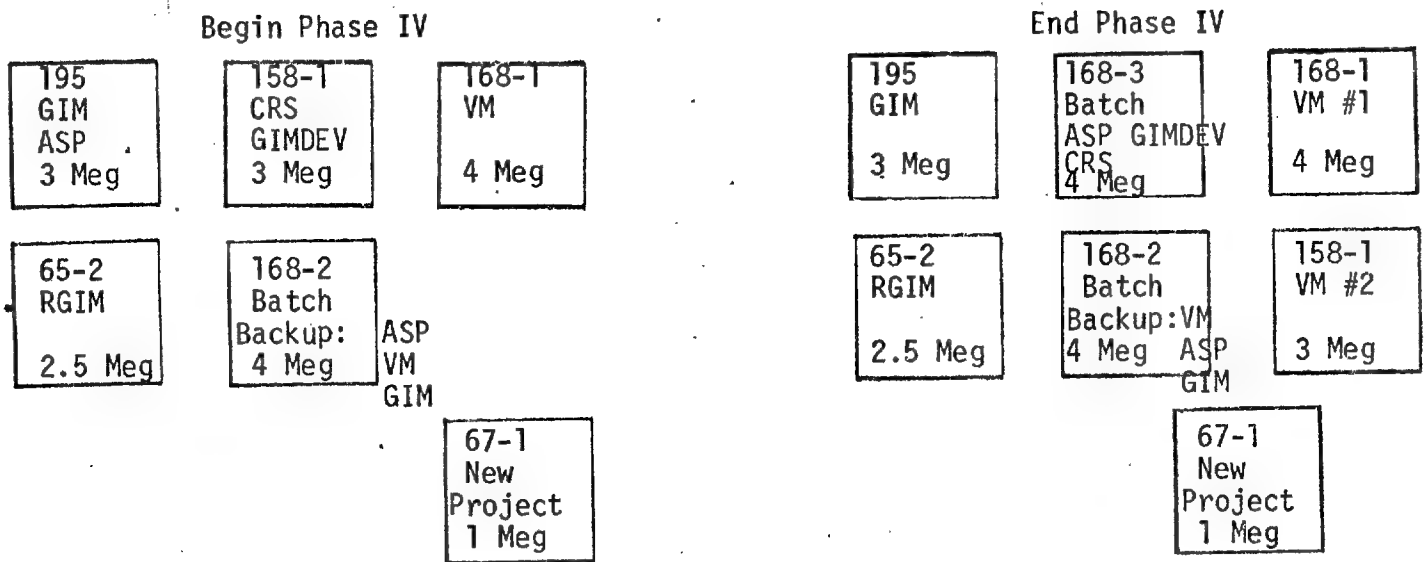 Begin Phase IV
195
GIM
ASP
3 Meg
158-1
CRS
GIMDEV
3 Meg
168-1
VM
4 Meg
65-2
RGIM
2.5 Meg
168-2
Batch
Backup: ASP
4 Meg VM
GIM
67-1
New
Project
1 Meg
End Phase IV
195
GIM
3 Meg
168-3
Batch
ASP GIMDEV
CRS
4 Meg
168-1
VM #1
4 Meg
65-2
RGIM
2.5 Meg
168-2
Batch
Backup:VM
4 Meg ASP
GIM
158-1
VM #2
3 Meg
67-1
New
Project
1 Meg